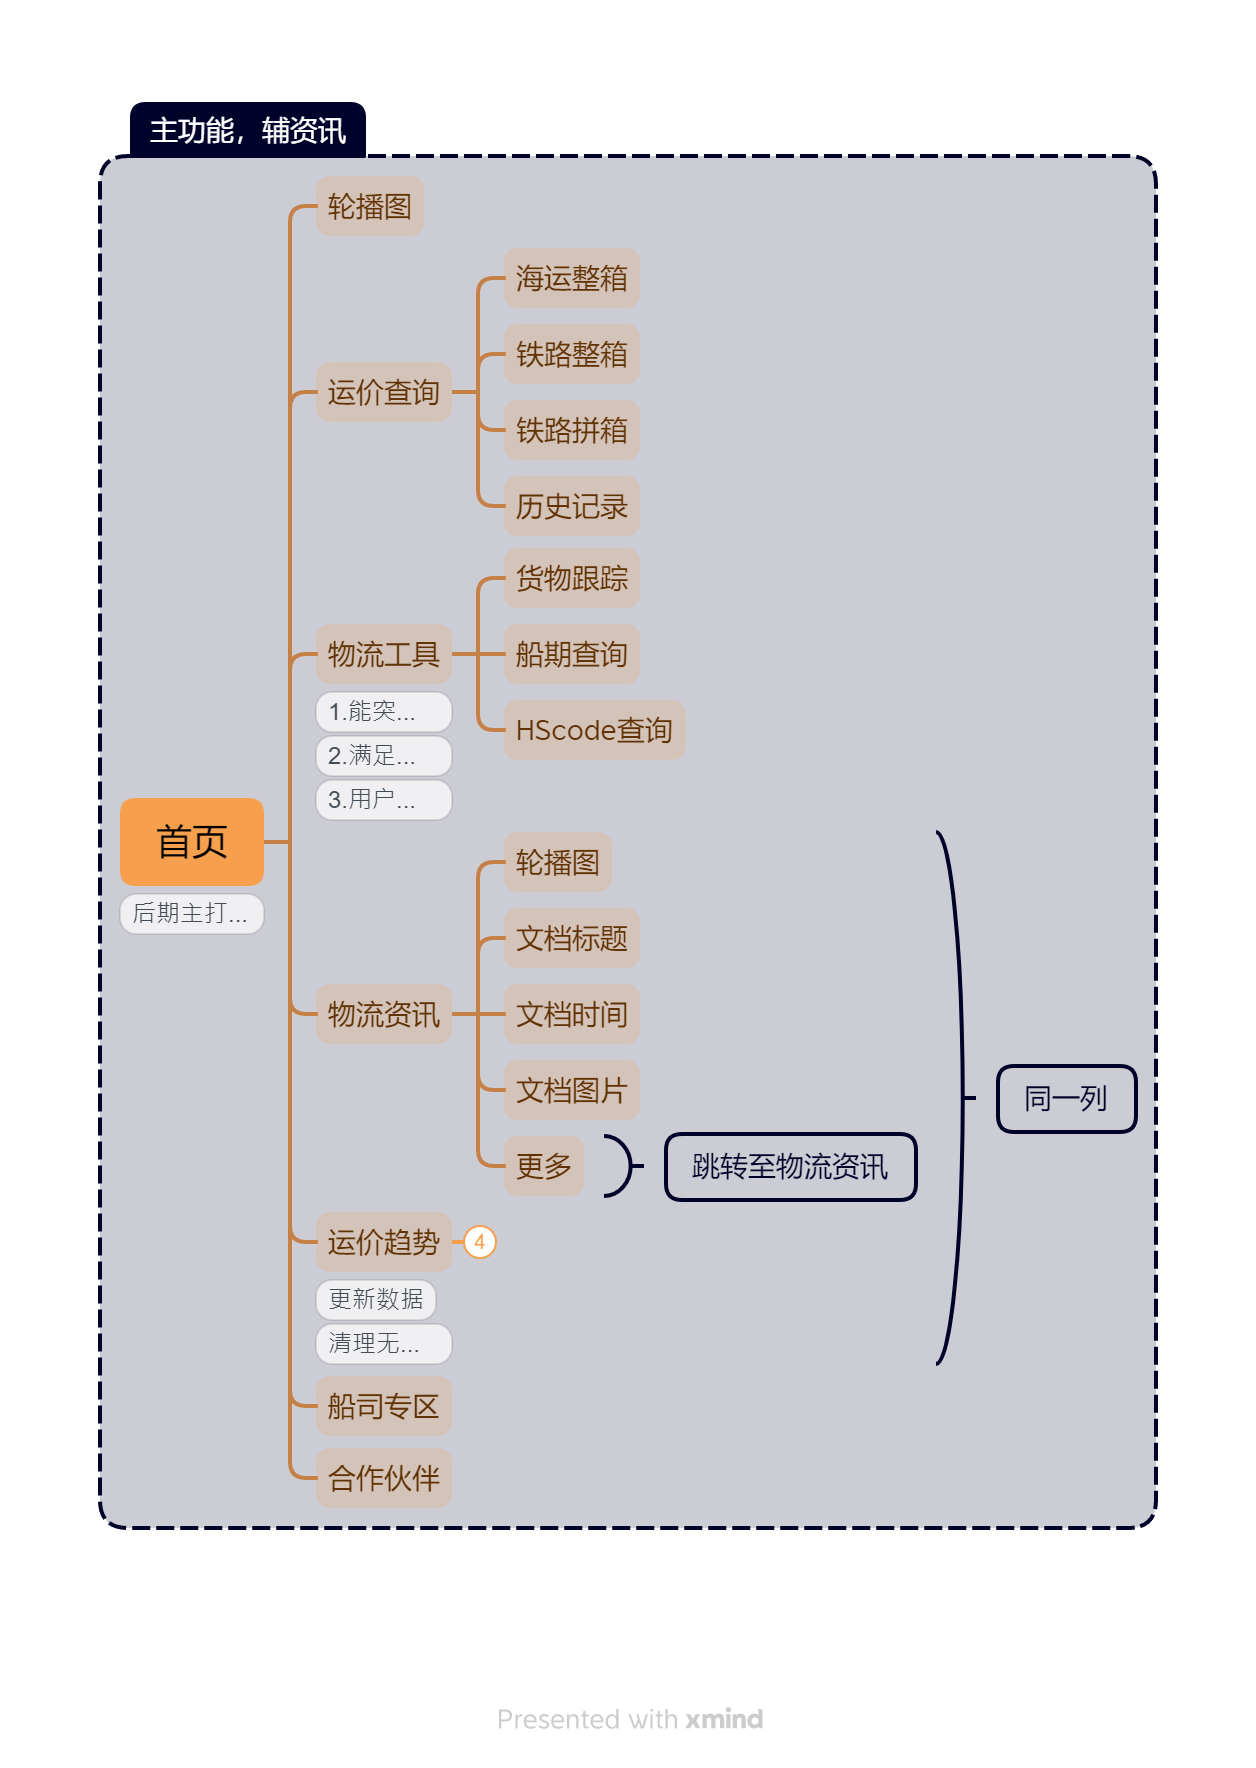 主功能，辅资讯
轮播图
海运整箱
铁路整箱
运价查询
铁路拼箱
历史记录
货物跟踪
物流工具
船期查询
1.能突...
HScode查询
2.满足...
3.用户...
首页
轮播图
后期主打...
文档标题
物流资讯
文档时间
文档图片
同一列
更多
跳转至物流资讯
运价趋势
4
更新数据
清理无...
船司专区
合作伙伴
Presented with xmind